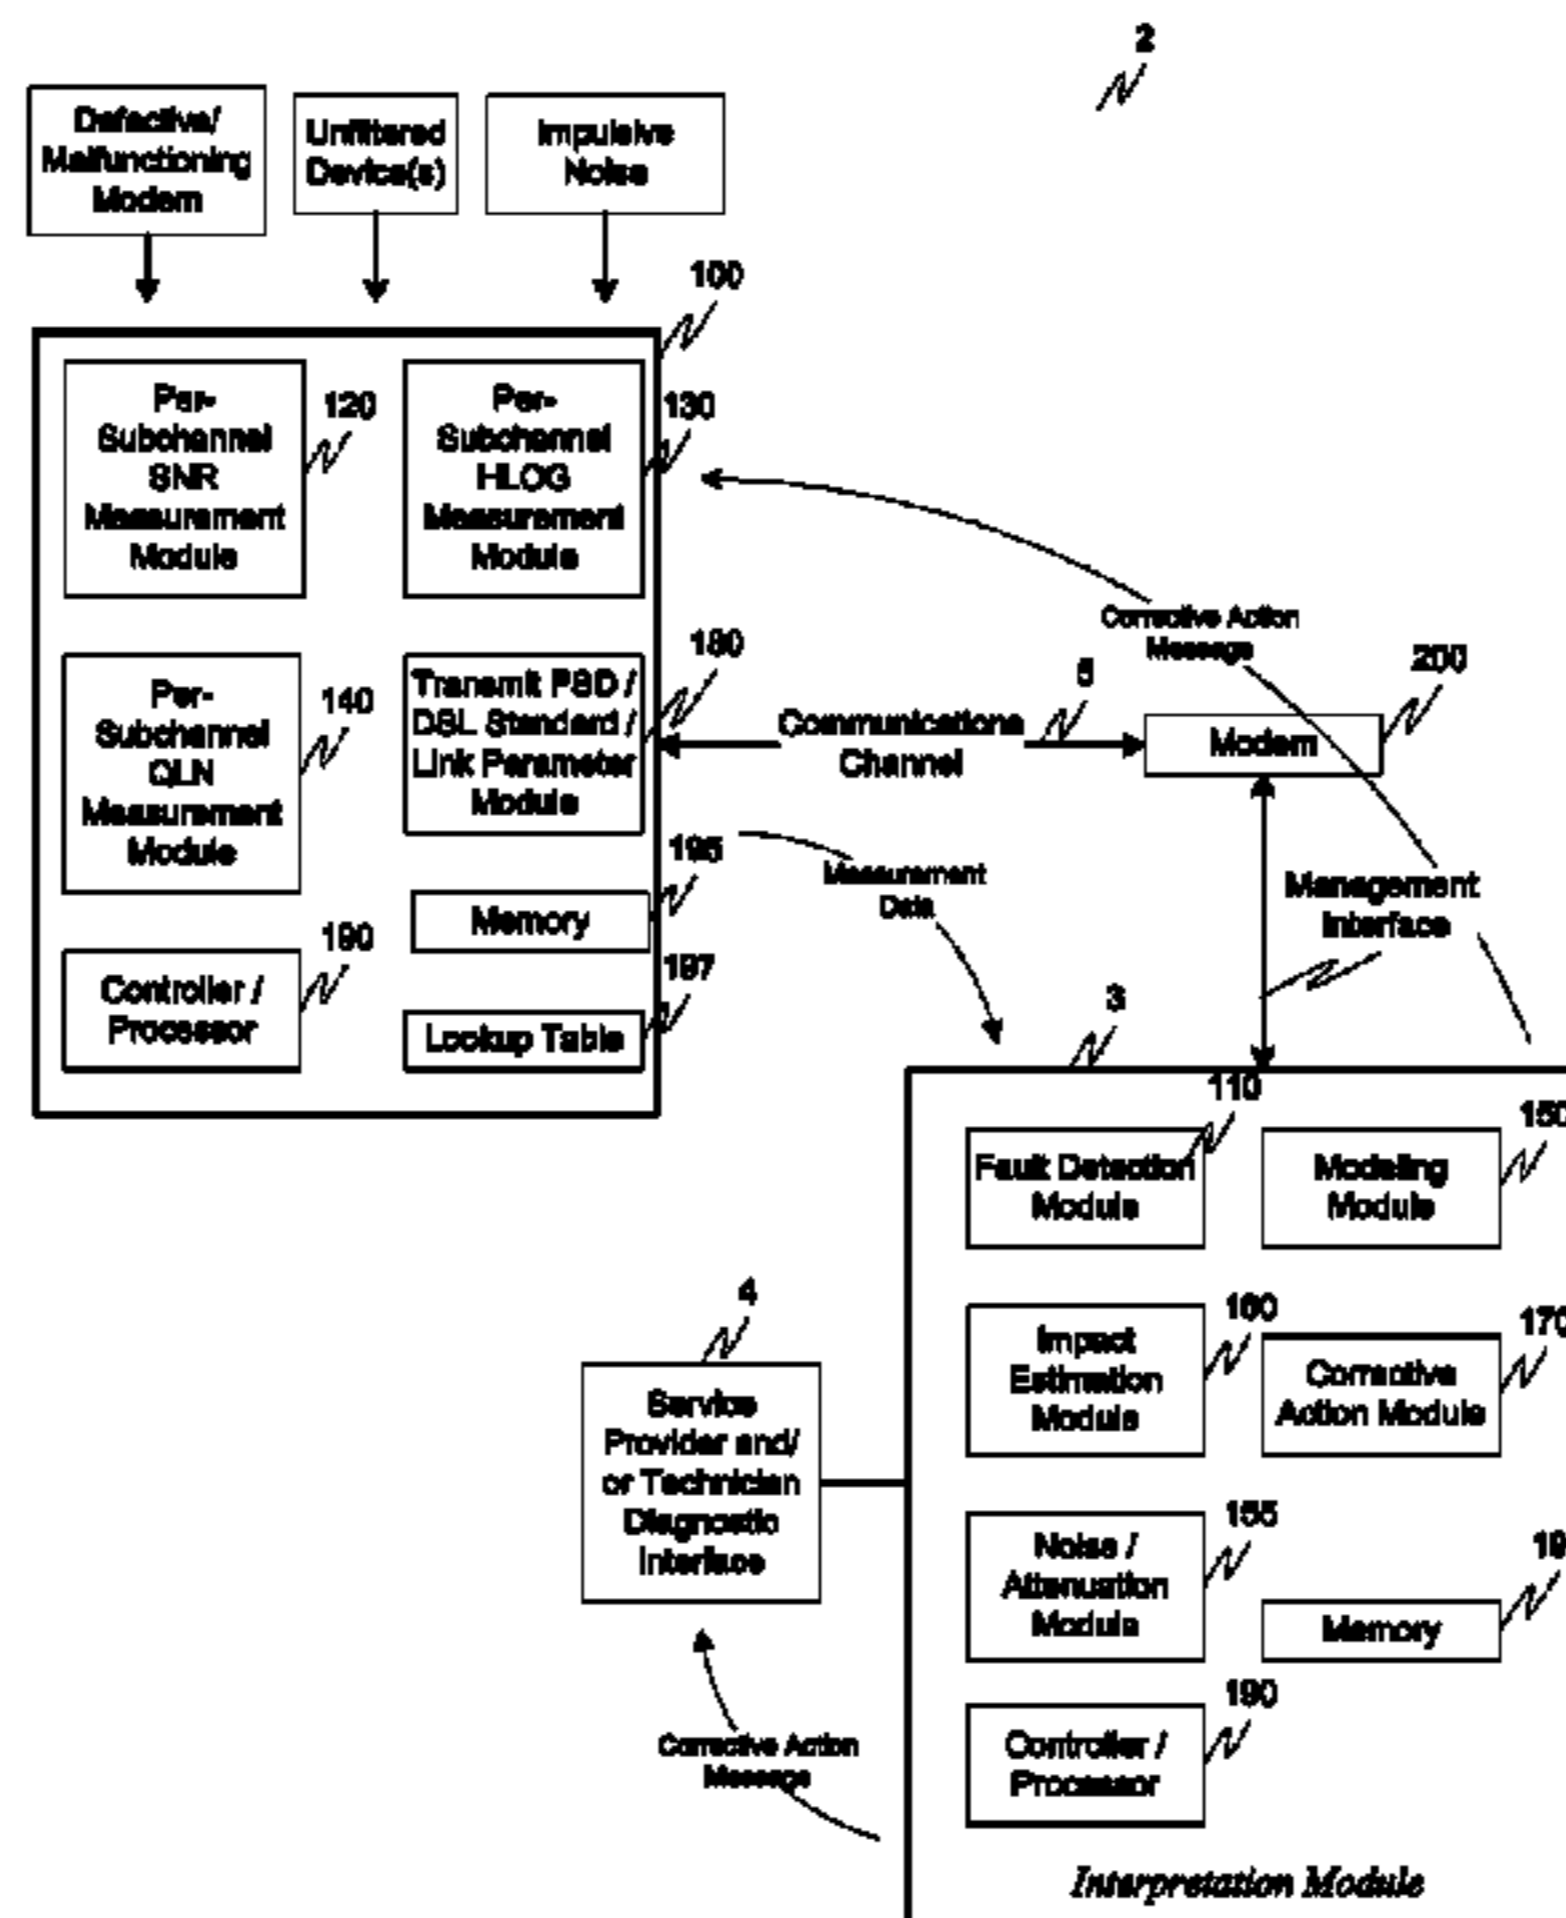 2
Defective/
Malfunctioning
Modem
Unfiltered
Device(s)
Impulsive
Noise
100
Per-
Subchannel
SNR
Measurement
Module
120
Per-
Subchannel
HLOG
Measurement
Module
130
Per-
Subchannel
QLN
Measurement
Module
140
Transmit PSD /
DSL Standard /
Link Parameter
Module
180
Controller /
Processor
190
Memory
195
Lookup Table
197
Corrective Action
Message
Communications
Channel
5
Modem
200
Measurement
Data
Management
Interface
3
110
Fault Detection
Module
Modeling
Module
150
Impact
Estimation
Module
160
Corrective
Action Module
170
Noise /
Attenuation
Module
155
Memory
19
Controller /
Processor
190
Interpretation Module
4
Service
Provider and/
or Technician
Diagnostic
Interface
Corrective Action
Message